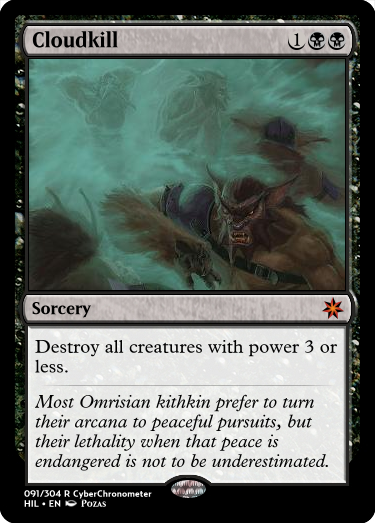 Cloudkill 1
Sorcery
Destroy all creatures with power 3 or
less.
Most Omrisian kithkin prefer to turn
their arcana to peaceful pursuits, but
their lethality when that peace is
endangered is not to be underestimated.
091/304 R CyberChronometer
HIL • EN Pozas